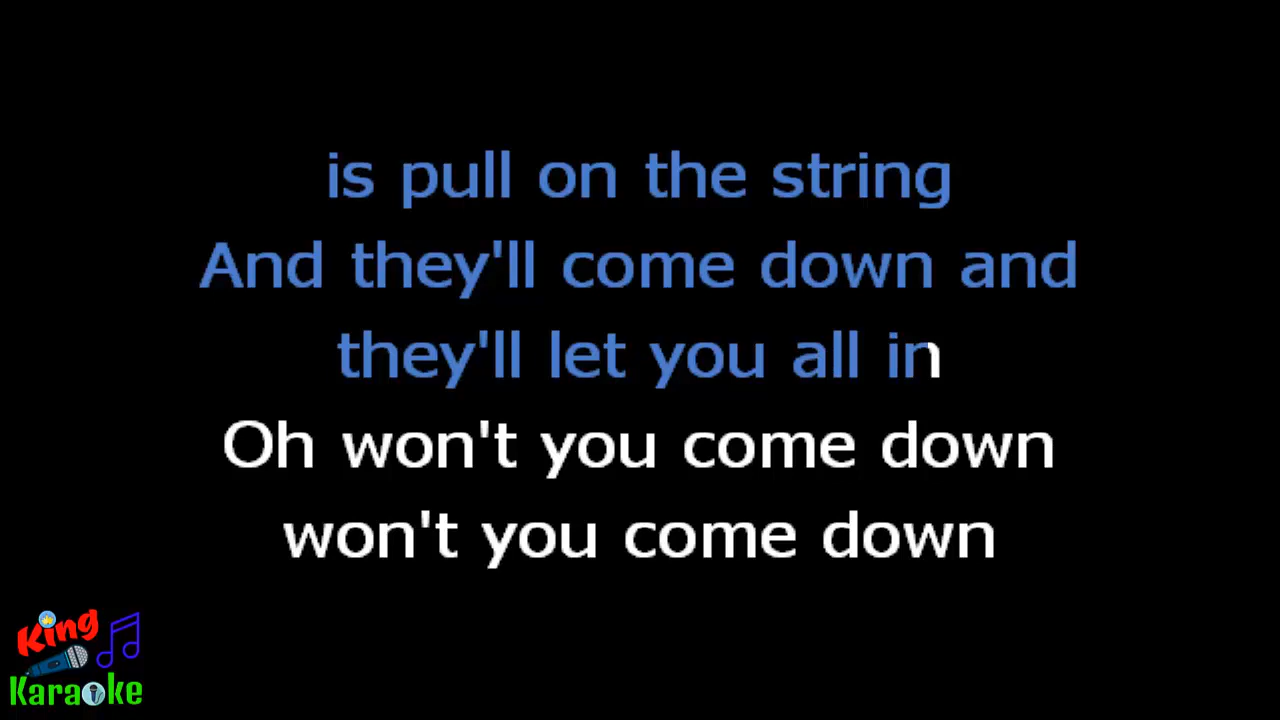 is pull on the string
And they'll come down and
they'll let you all in
Oh won't you come down
won't you come down
King
Karaoke